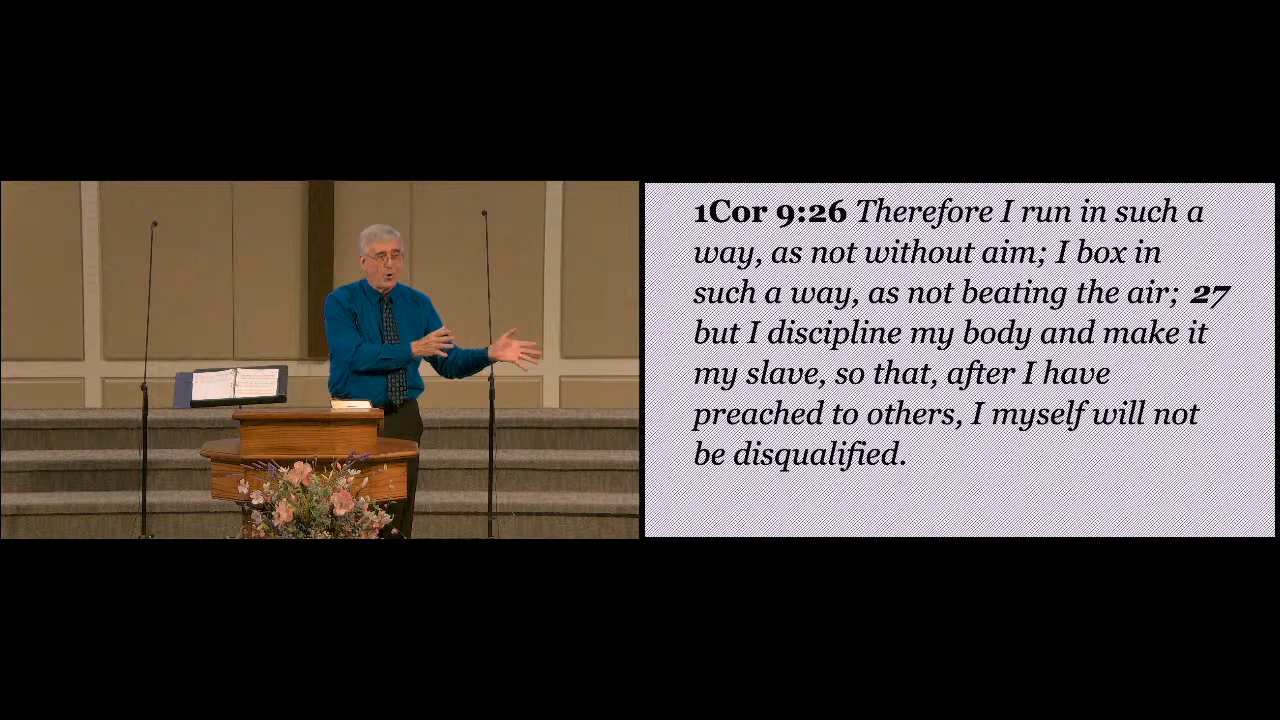 1Cor 9:26 Therefore I run in such a
way, as not without aim; I box in
such a way, as not beating the air; 27
but I discipline my body and make it
my slave, so that, after I have
preached to others, I myself will not
be disqualified.